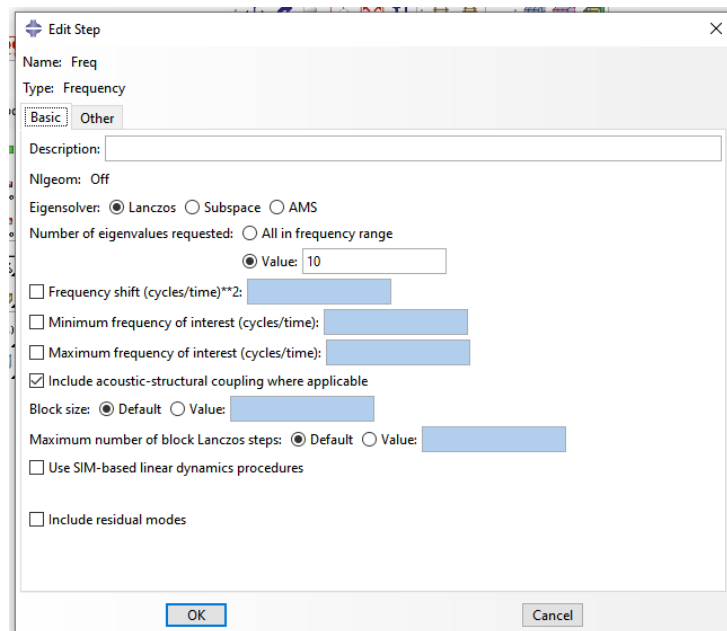 Edit Step
Name: Freq
Type: Frequency
Basic Other
Description:
Nlgeom: Off
Eigensolver: Lanczos Subspace AMS
Number of eigenvalues requested: All in frequency range
Value: 10
Frequency shift (cycles/time)**2:
Minimum frequency of interest (cycles/time):
Maximum frequency of interest (cycles/time):
Include acoustic-structural coupling where applicable
Block size: Default Value:
Maximum number of block Lanczos steps: Default Value:
Use SIM-based linear dynamics procedures
Include residual modes
OK Cancel